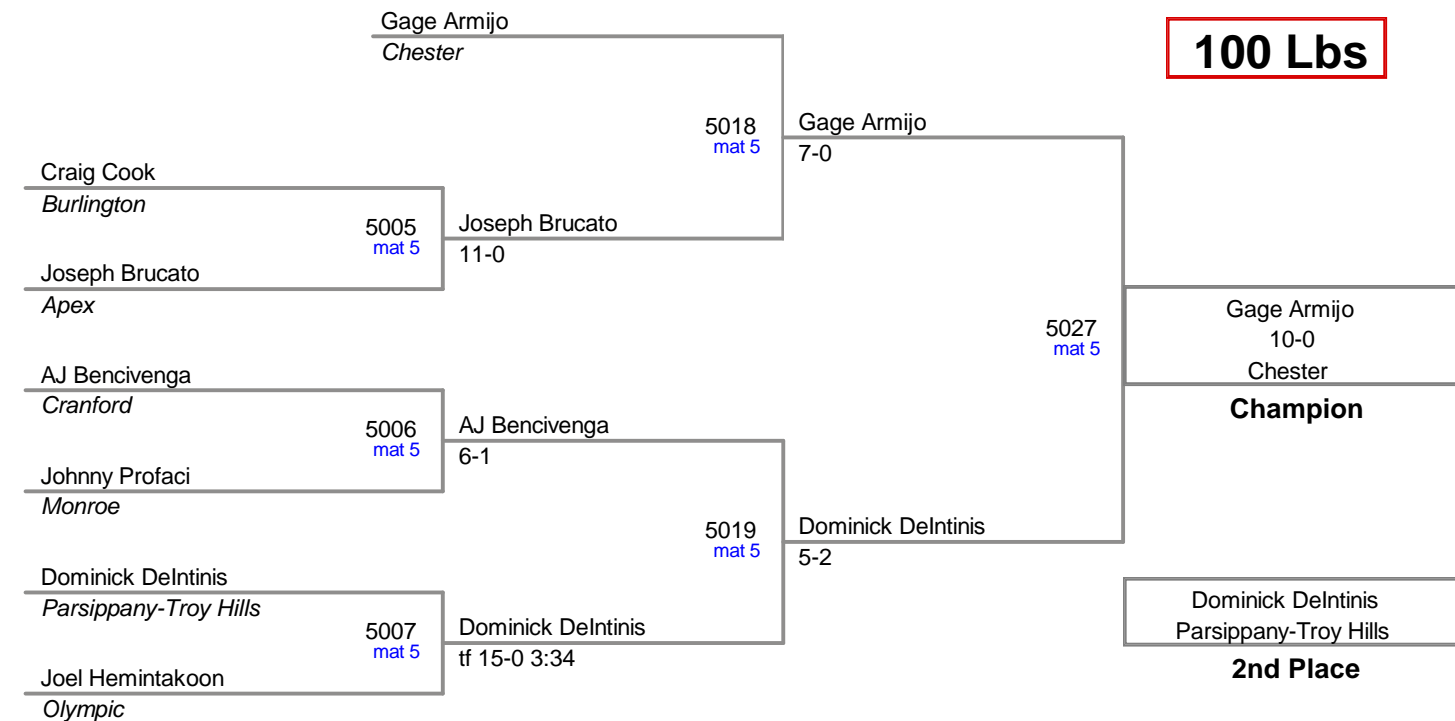 Gage Armijo
Chester
100 Lbs
5018
mat 5
Gage Armijo
7-0
Craig Cook
Burlington
5005
mat 5
Joseph Brucato
11-0
Joseph Brucato
Apex
5027
mat 5
Gage Armijo
10-0
Chester
Champion
AJ Bencivenga
Cranford
5006
mat 5
AJ Bencivenga
6-1
Johnny Profaci
Monroe
5019
mat 5
Dominick DeIntinis
5-2
Dominick DeIntinis
Parsippany-Troy Hills
5007
mat 5
Dominick DeIntinis
tf 15-0 3:34
Joel Hemintakoon
Olympic
Dominick DeIntinis
Parsippany-Troy Hills
2nd Place